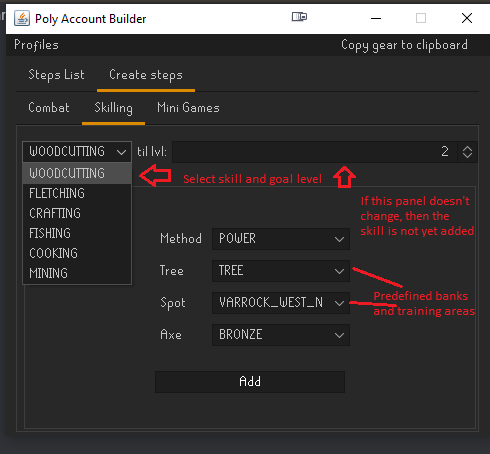 Poly Account Builder
Profiles Copy gear to clipboard
Steps List Create steps
Combat Skilling Mini Games
WOODCUTTING til lvl: 2
WOODCUTTING
FLETCHING
CRAFTING
FISHING
COOKING
MINING
Select skill and goal level
If this panel doesn't
change, then the
skill is not yet added
Method POWER
Tree TREE
Spot VARROCK_WEST_N
Axe BRONZE
Predefined banks
and training areas
Add